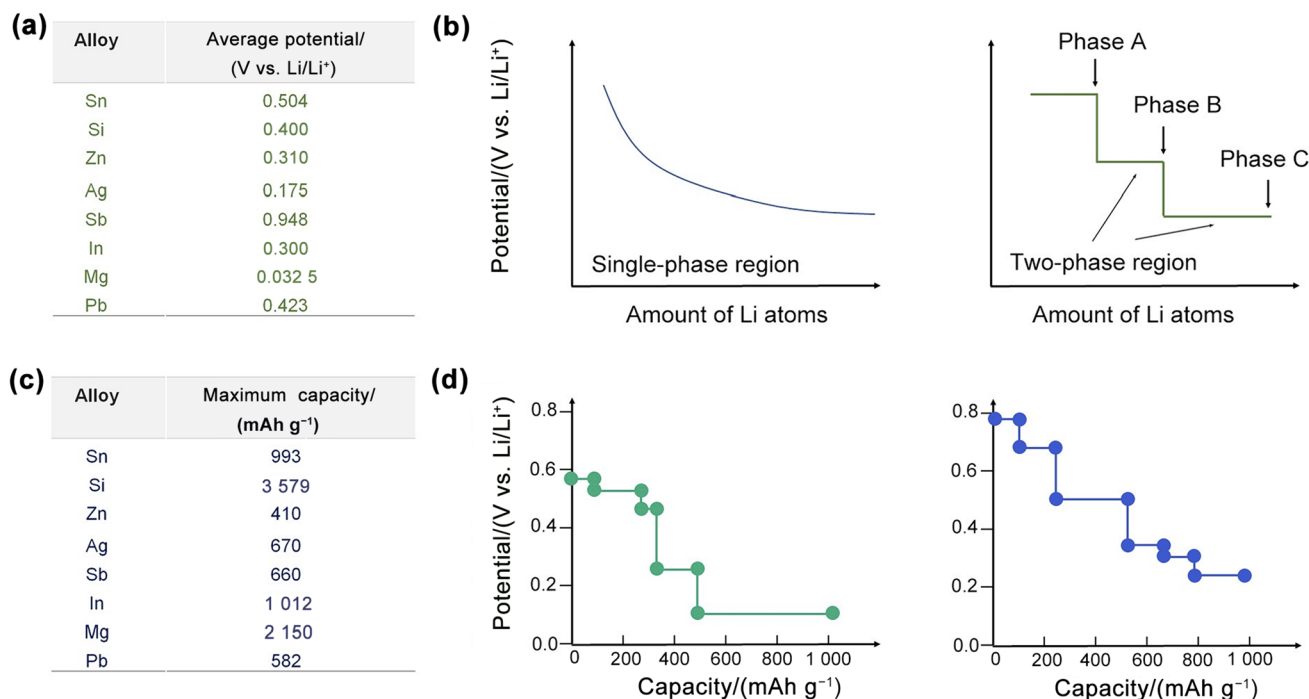 (a)
Alloy Average potential/
(V vs. Li/Li⁺)
Sn 0.504
Si 0.400
Zn 0.310
Ag 0.175
Sb 0.948
In 0.300
Mg 0.032 5
Pb 0.423
(b)
Potential/(V vs. Li/Li⁺)
Single-phase region
Amount of Li atoms
Phase A
Phase B
Phase C
Two-phase region
Amount of Li atoms
(c)
Alloy Maximum capacity/
(mAh g⁻¹)
Sn 993
Si 3 579
Zn 410
Ag 670
Sb 660
In 1 012
Mg 2 150
Pb 582
(d)
Potential/(V vs. Li/Li⁺)
0.8
0.6
0.4
0.2
0.0
0 200 400 600 800 1 000
Capacity/(mAh g⁻¹)
0.8
0.6
0.4
0.2
0.0
0 200 400 600 800 1 000
Capacity/(mAh g⁻¹)